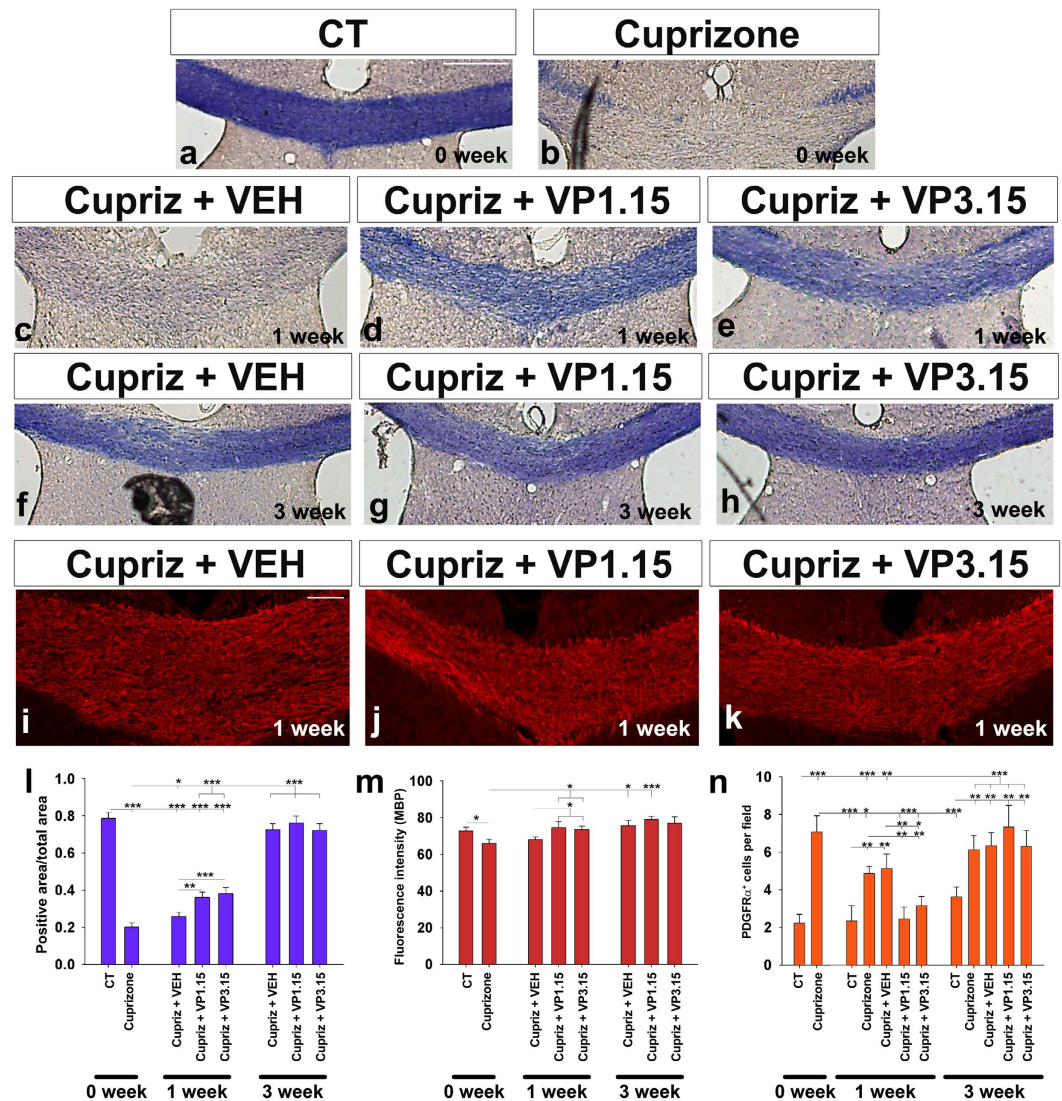 CT Cuprizone
a 0 week b 0 week
Cupriz + VEH Cupriz + VP1.15 Cupriz + VP3.15
c 1 week d 1 week e 1 week
Cupriz + VEH Cupriz + VP1.15 Cupriz + VP3.15
f 3 week g 3 week h 3 week
Cupriz + VEH Cupriz + VP1.15 Cupriz + VP3.15
i 1 week j 1 week k 1 week
l
Positive area/total area
1.0
0.8
0.6
0.4
0.2
0.0
* ***
*** *** *** ***
***
**
***
CT
Cuprizone
Cupriz + VEH
Cupriz + VP1.15
Cupriz + VP3.15
Cupriz + VEH
Cupriz + VP1.15
Cupriz + VP3.15
0 week 1 week 3 week
m
Fluorescence intensity (MBP)
100
80
60
40
20
0
*
* * ***
*
*
CT
Cuprizone
Cupriz + VEH
Cupriz + VP1.15
Cupriz + VP3.15
Cupriz + VEH
Cupriz + VP1.15
Cupriz + VP3.15
0 week 1 week 3 week
n
PDGFRα⁺ cells per field
10
8
6
4
2
0
*** *** ** ***
** ** ** **
*** * *** ***
** *
** **
** **
CT
Cuprizone
CT
Cuprizone
Cupriz + VEH
Cupriz + VP1.15
Cupriz + VP3.15
CT
Cuprizone
Cupriz + VEH
Cupriz + VP1.15
Cupriz + VP3.15
0 week 1 week 3 week